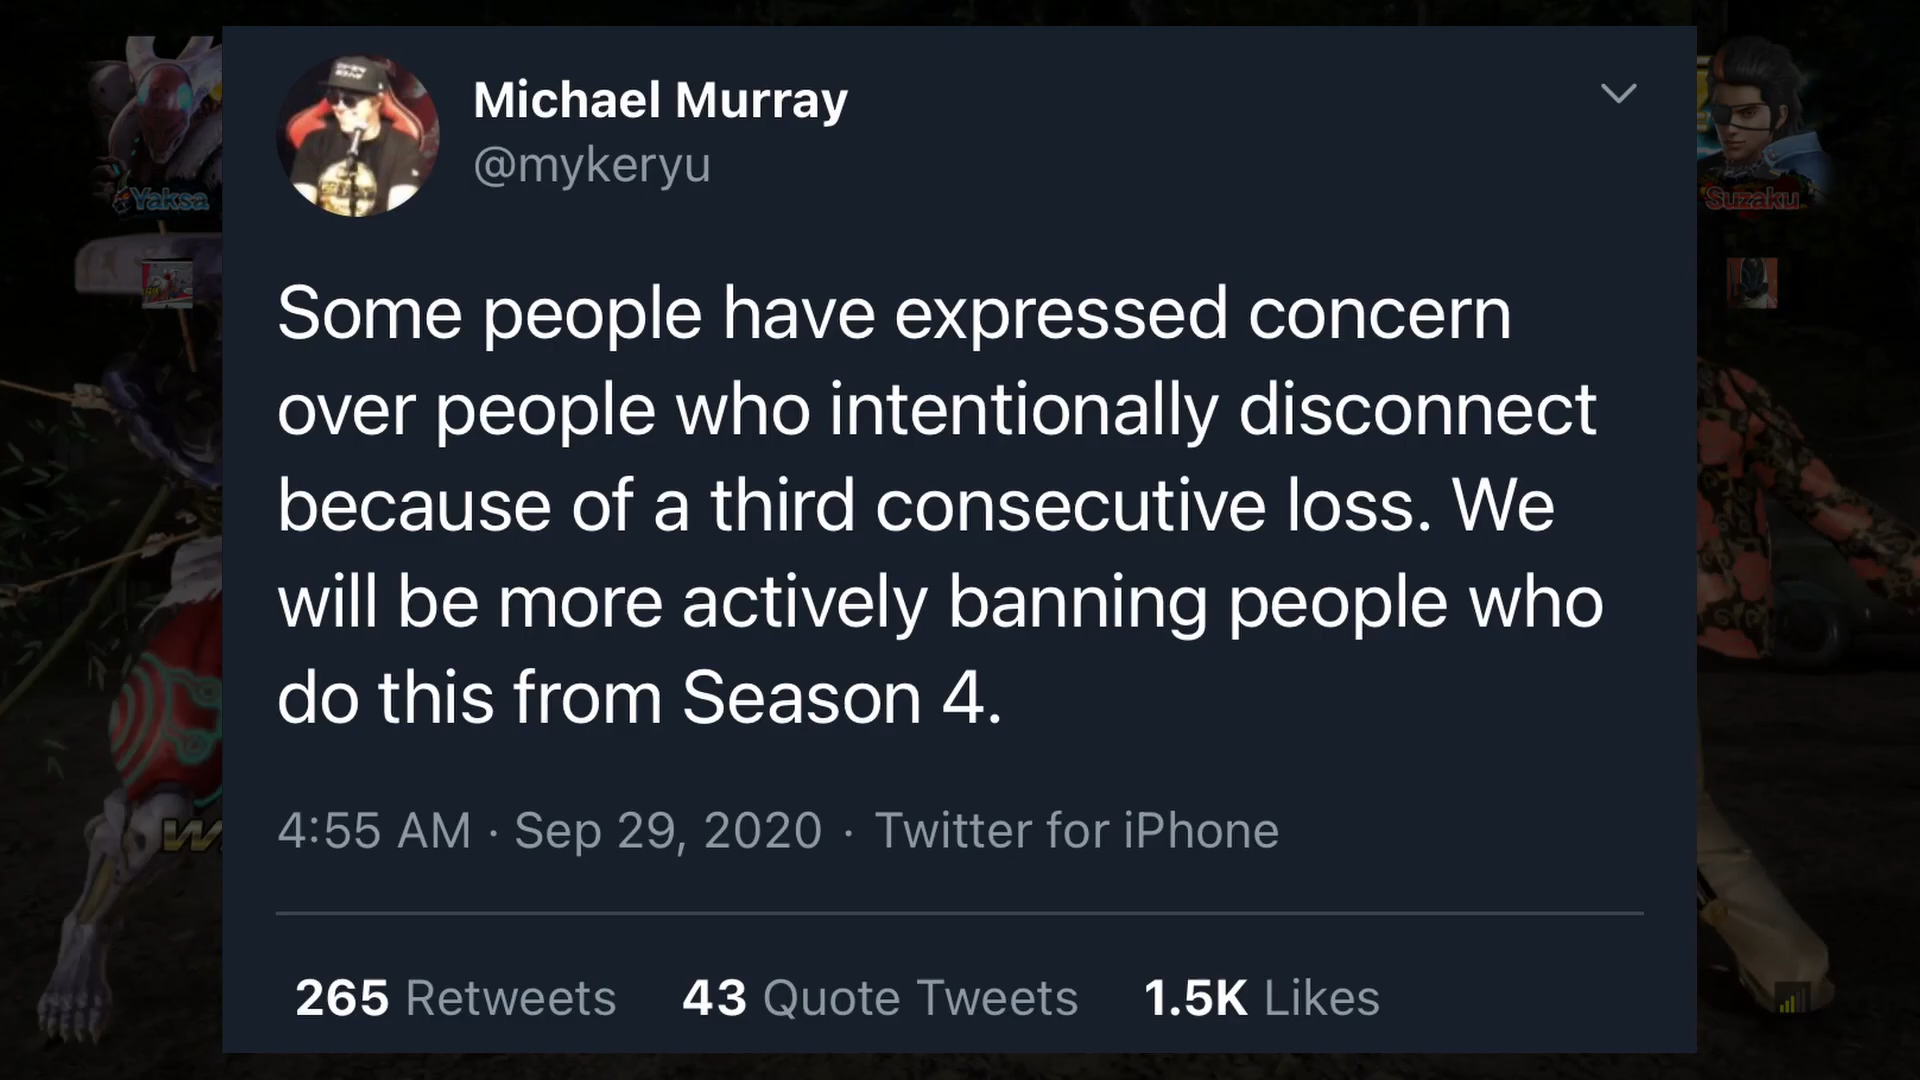 Michael Murray
@mykeryu
Some people have expressed concern
over people who intentionally disconnect
because of a third consecutive loss. We
will be more actively banning people who
do this from Season 4.
4:55 AM · Sep 29, 2020 · Twitter for iPhone
265 Retweets 43 Quote Tweets 1.5K Likes
Yaksa
Suzaku